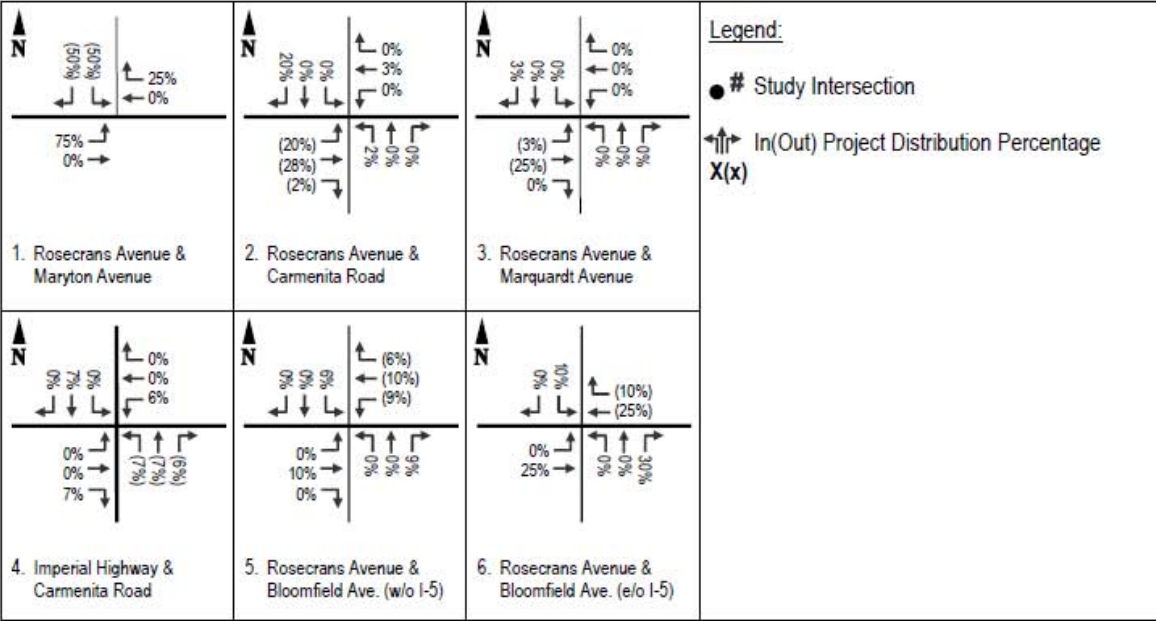 N
(50%)
(50%)
25%
0%
75%
0%
1. Rosecrans Avenue &
Maryton Avenue
N
20%
0%
0%
0%
3%
0%
(20%)
(28%)
(2%)
2%
0%
0%
2. Rosecrans Avenue &
Carmenita Road
N
3%
0%
0%
0%
0%
0%
(3%)
(25%)
0%
0%
0%
0%
3. Rosecrans Avenue &
Marquardt Avenue
Legend:
# Study Intersection
In(Out) Project Distribution Percentage
X(x)
N
0%
7%
0%
0%
0%
6%
0%
0%
7%
(7%)
(7%)
(6%)
4. Imperial Highway &
Carmenita Road
N
0%
0%
6%
(6%)
(10%)
(9%)
0%
10%
0%
0%
0%
9%
5. Rosecrans Avenue &
Bloomfield Ave. (w/o I-5)
N
0%
10%
(10%)
(25%)
0%
25%
0%
0%
30%
6. Rosecrans Avenue &
Bloomfield Ave. (e/o I-5)